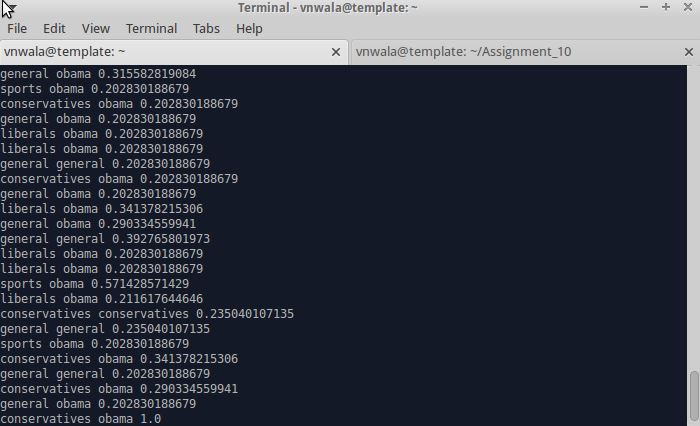 Terminal - vnwala@template: ~
File Edit View Terminal Tabs Help
vnwala@template: ~ vnwala@template: ~/Assignment_10
general obama 0.315582819084
sports obama 0.202830188679
conservatives obama 0.202830188679
general obama 0.202830188679
liberals obama 0.202830188679
liberals obama 0.202830188679
general general 0.202830188679
conservatives obama 0.202830188679
general obama 0.202830188679
liberals obama 0.341378215306
general obama 0.290334559941
general general 0.392765801973
liberals obama 0.202830188679
liberals obama 0.202830188679
sports obama 0.571428571429
liberals obama 0.211617644646
conservatives conservatives 0.235040107135
general general 0.235040107135
sports obama 0.202830188679
conservatives obama 0.341378215306
general general 0.202830188679
conservatives obama 0.290334559941
general obama 0.202830188679
conservatives obama 1.0